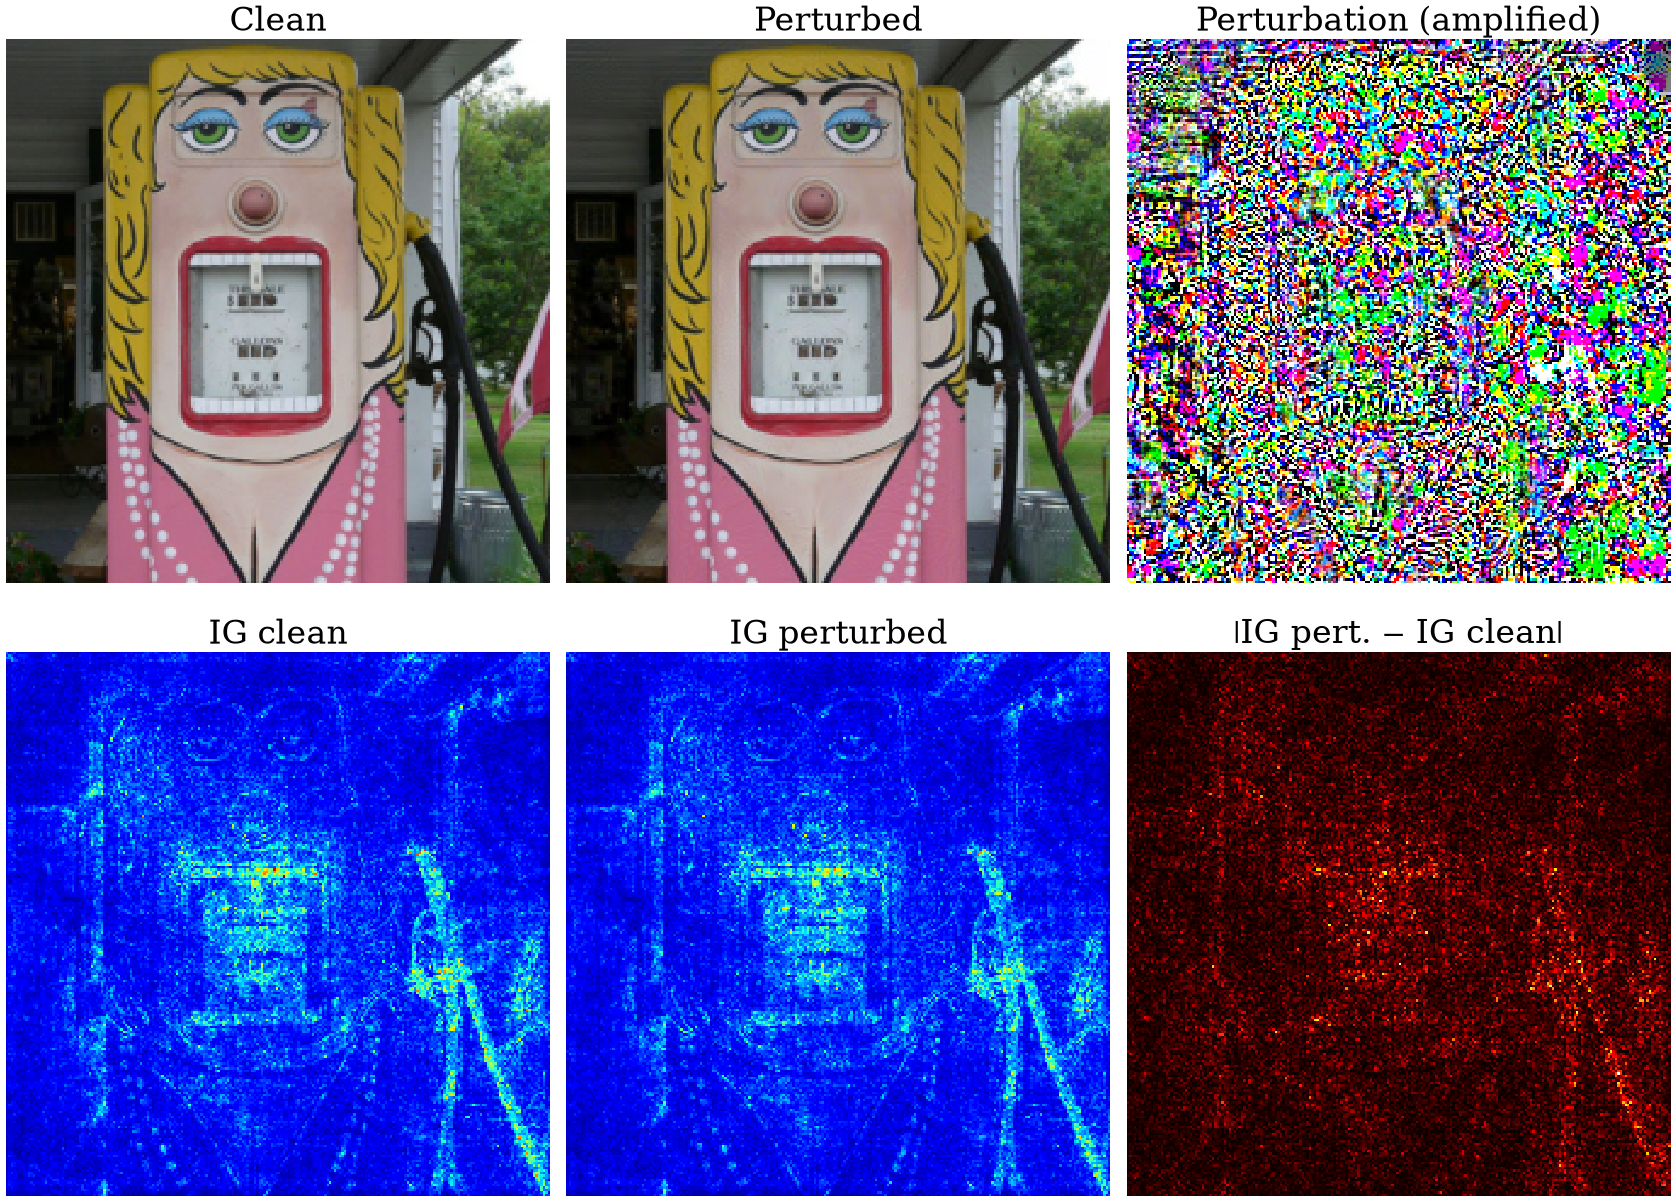 Clean
Perturbed
Perturbation (amplified)
IG clean
IG perturbed
|IG pert. − IG clean|